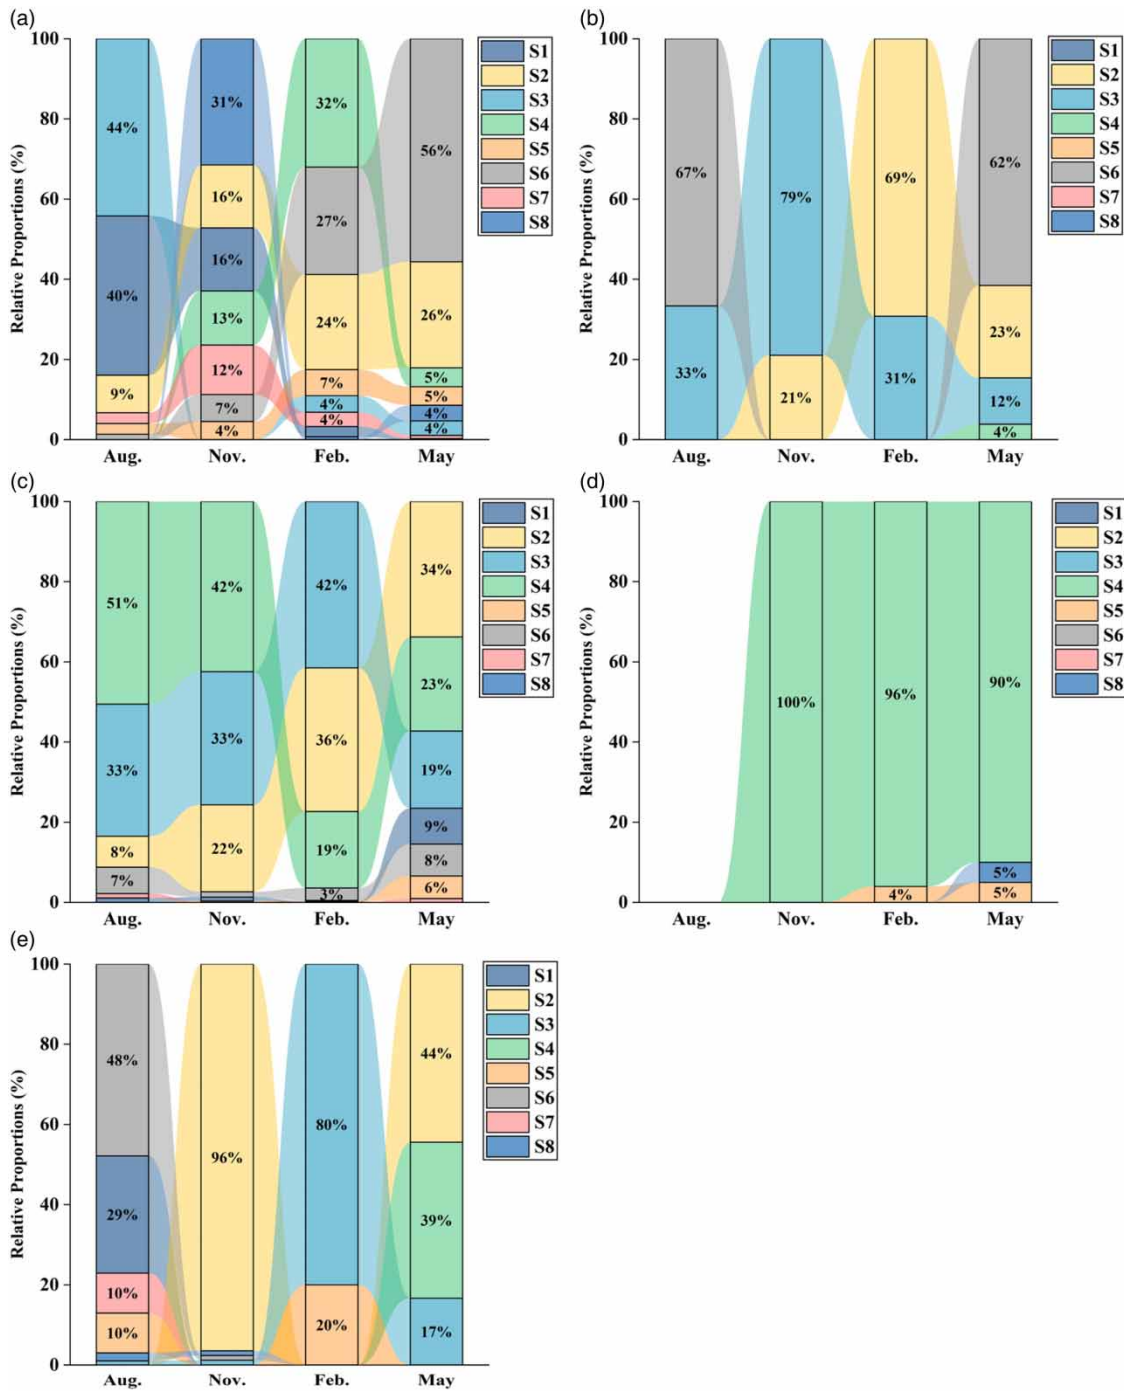 (a)
Relative Proportions (%)
100
80
60
40
20
0
44%
40%
9%
31%
16%
16%
13%
12%
7%
4%
32%
27%
24%
7%
4%
4%
56%
26%
5%
5%
4%
4%
Aug. Nov. Feb. May
S1
S2
S3
S4
S5
S6
S7
S8
(b)
Relative Proportions (%)
100
80
60
40
20
0
67%
33%
79%
21%
69%
31%
62%
23%
12%
4%
Aug. Nov. Feb. May
S1
S2
S3
S4
S5
S6
S7
S8
(c)
Relative Proportions (%)
100
80
60
40
20
0
51%
33%
8%
7%
42%
33%
22%
42%
36%
19%
3%
34%
23%
19%
9%
8%
6%
Aug. Nov. Feb. May
S1
S2
S3
S4
S5
S6
S7
S8
(d)
Relative Proportions (%)
100
80
60
40
20
0
100%
96%
4%
90%
5%
5%
Aug. Nov. Feb. May
S1
S2
S3
S4
S5
S6
S7
S8
(e)
Relative Proportions (%)
100
80
60
40
20
0
48%
29%
10%
10%
96%
80%
20%
44%
39%
17%
Aug. Nov. Feb. May
S1
S2
S3
S4
S5
S6
S7
S8